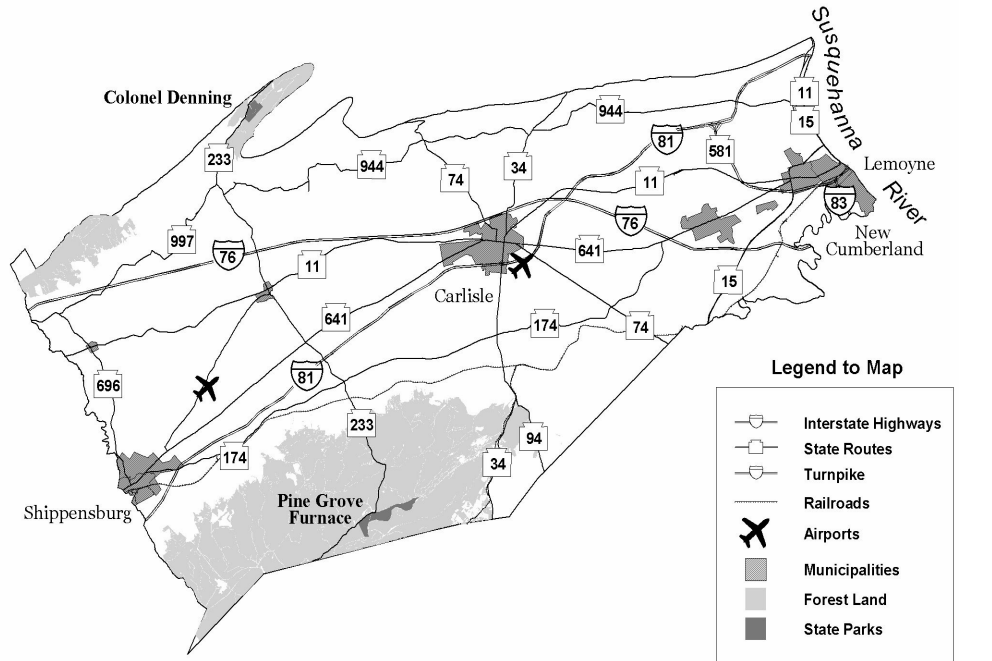 Susquehanna
River
11
15
Colonel Denning
944
81
581
233
944
74
34
11
Lemoyne
83
76
New
Cumberland
997
76
641
11
15
Carlisle
641
174
74
81
696
233
94
174
34
Pine Grove
Furnace
Shippensburg
Legend to Map
Interstate Highways
State Routes
Turnpike
Railroads
Airports
Municipalities
Forest Land
State Parks